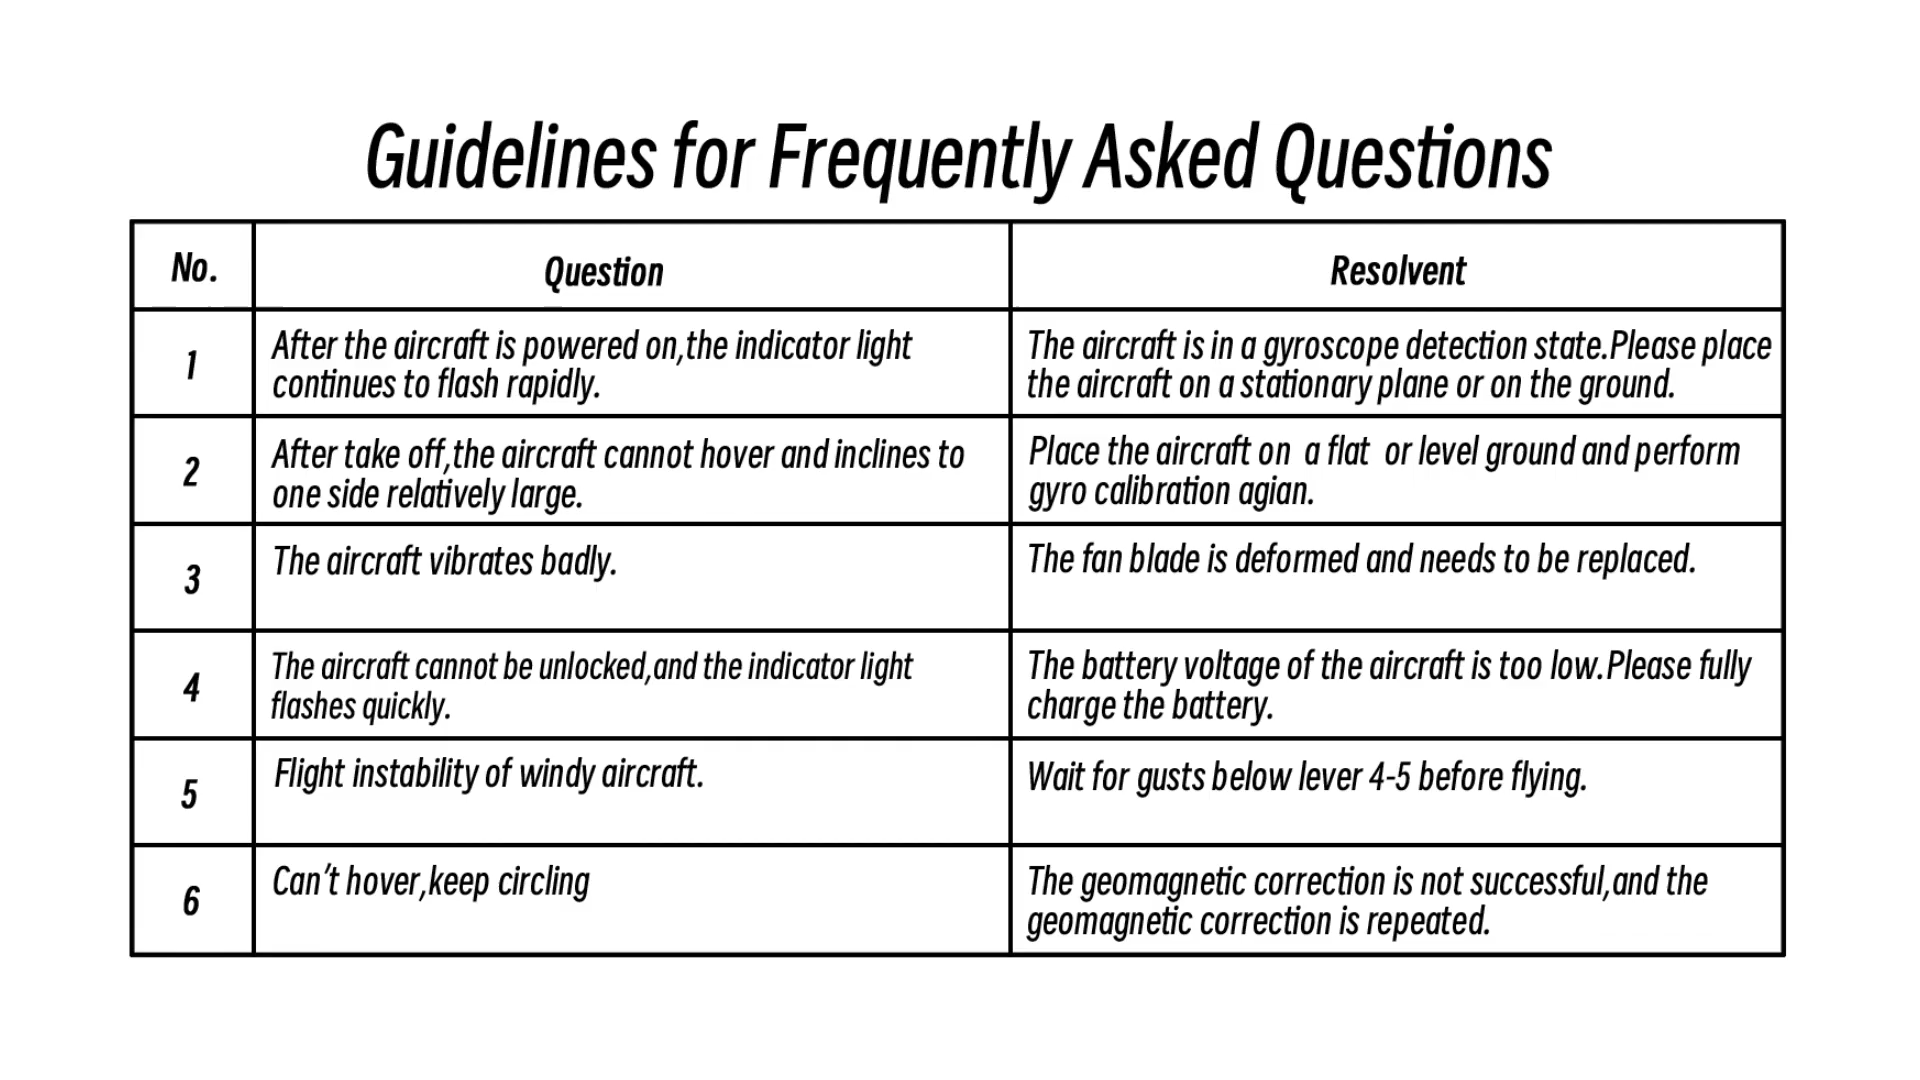 Guidelines for Frequently Asked Questions
No.
Question
Resolvent
1
After the aircraft is powered on,the indicator light
continues to flash rapidly.
The aircraft is in a gyroscope detection state.Please place
the aircraft on a stationary plane or on the ground.
2
After take off,the aircraft cannot hover and inclines to
one side relatively large.
Place the aircraft on a flat or level ground and perform
gyro calibration agian.
3
The aircraft vibrates badly.
The fan blade is deformed and needs to be replaced.
4
The aircraft cannot be unlocked,and the indicator light
flashes quickly.
The battery voltage of the aircraft is too low.Please fully
charge the battery.
5
Flight instability of windy aircraft.
Wait for gusts below lever 4-5 before flying.
6
Can't hover,keep circling
The geomagnetic correction is not successful,and the
geomagnetic correction is repeated.